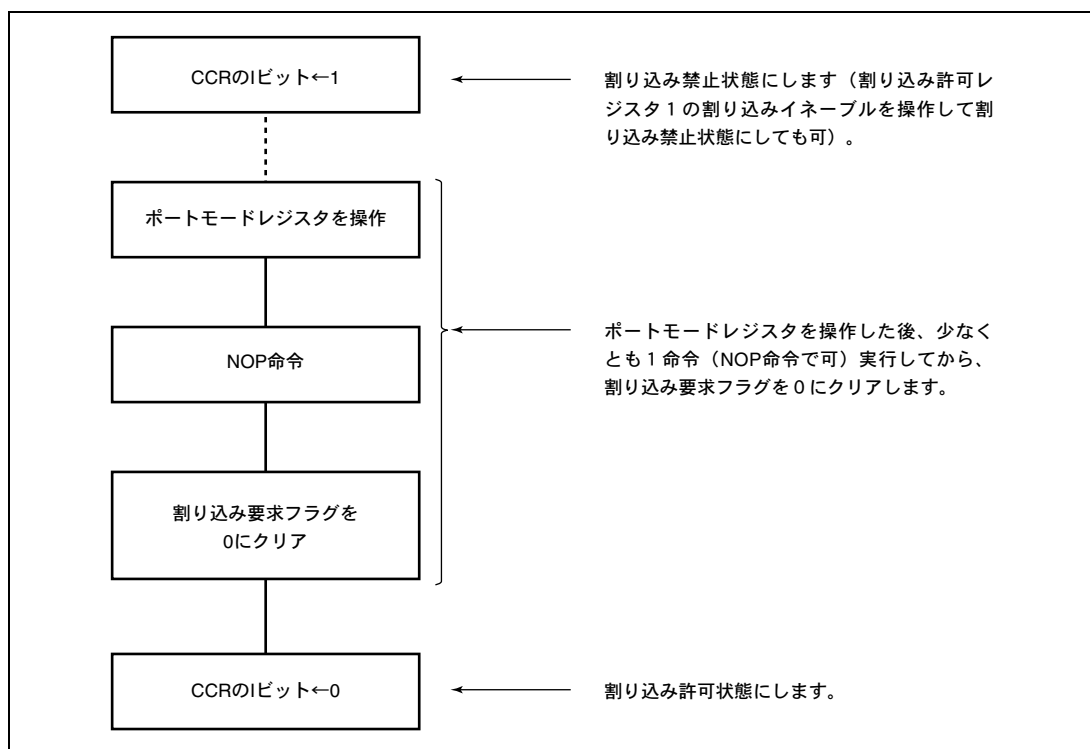 CCRのIビット←1
割り込み禁止状態にします（割り込み許可レ
ジスタ１の割り込みイネーブルを操作して割
り込み禁止状態にしても可）。
ポートモードレジスタを操作
NOP命令
ポートモードレジスタを操作した後、少なく
とも１命令（NOP命令で可）実行してから、
割り込み要求フラグを０にクリアします。
割り込み要求フラグを
0にクリア
CCRのIビット←0
割り込み許可状態にします。